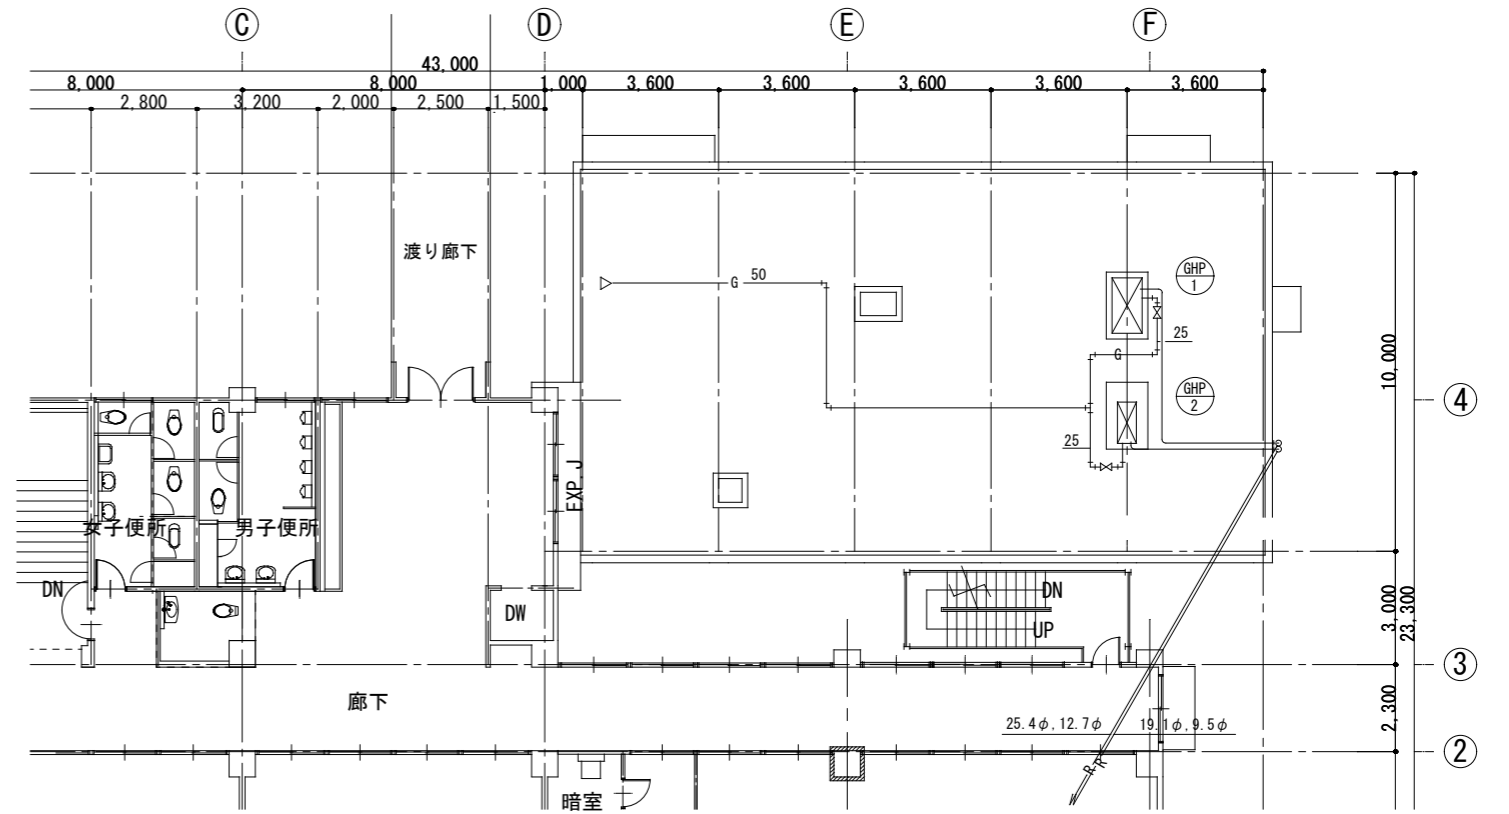 C D E F
43,000
8,000 8,000 1,000 3,600 3,600 3,600 3,600 3,600
2,800 3,200 2,000 2,500 1,500
渡り廊下
G 50
GHP
1
25
G
10,000
GHP
2
4
25
EXP.J
女子便所 男子便所
DN
DW
DN
UP
3,000
23,300
3
廊下
25.4φ,12.7φ 19.1φ,9.5φ
2,300
2
R R
暗室